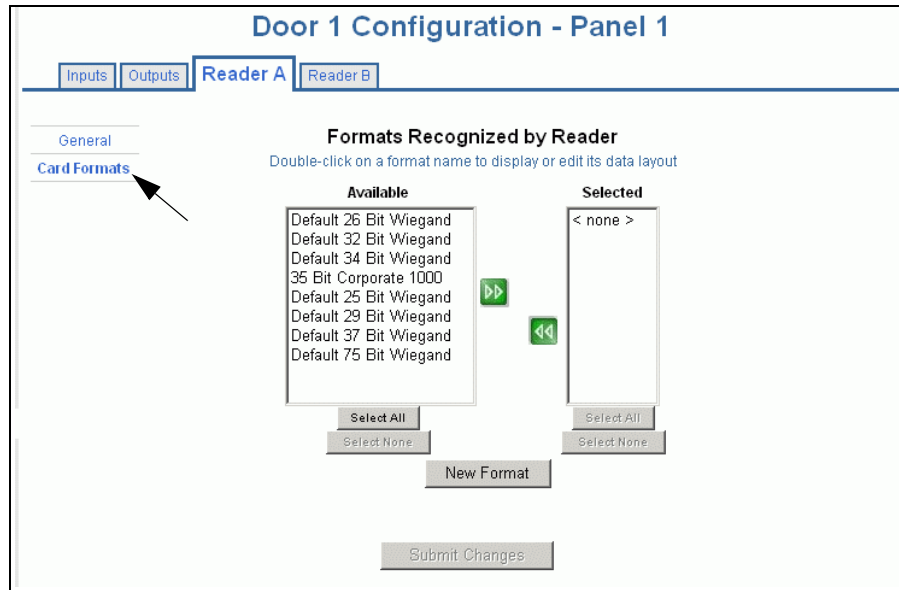 Door 1 Configuration - Panel 1
Inputs Outputs Reader A Reader B
General
Card Formats
Formats Recognized by Reader
Double-click on a format name to display or edit its data layout
Available
Default 26 Bit Wiegand
Default 32 Bit Wiegand
Default 34 Bit Wiegand
35 Bit Corporate 1000
Default 25 Bit Wiegand
Default 29 Bit Wiegand
Default 37 Bit Wiegand
Default 75 Bit Wiegand
Select All
Select None
Selected
< none >
Select All
Select None
New Format
Submit Changes